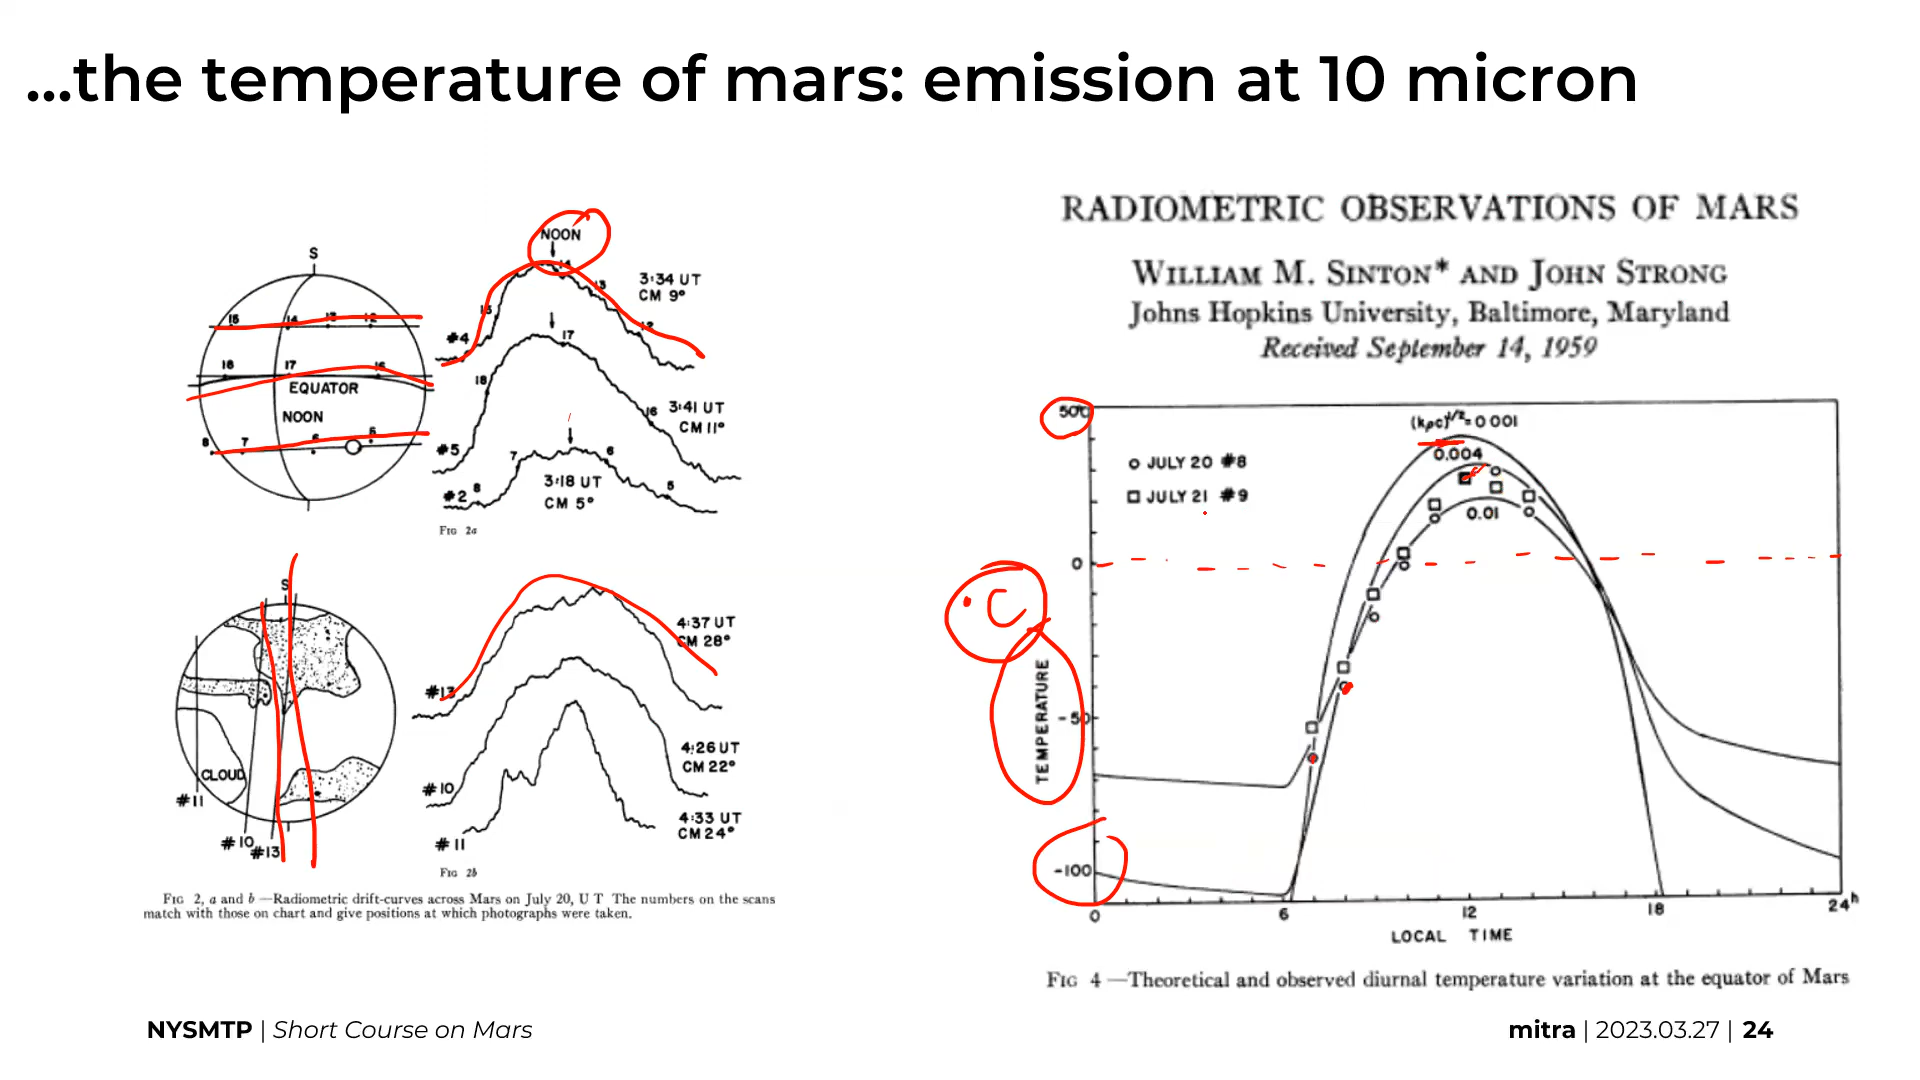 ...the temperature of mars: emission at 10 micron
S
15 14 13 12
18 17 16
EQUATOR
NOON
8 7 6 5
NOON
14
13
15
12
3:34 UT
CM 9°
#4
17
18
16
3:41 UT
CM 11°
#5
7
6
8
5
3:18 UT
CM 5°
#2
FIG 2a
S
CLOUD
#11
#10
#13
4:37 UT
CM 28°
#13
4:26 UT
CM 22°
#10
4:33 UT
CM 24°
#11
FIG 2b
FIG 2, a and b —Radiometric drift-curves across Mars on July 20, U T The numbers on the scans
match with those on chart and give positions at which photographs were taken.
RADIOMETRIC OBSERVATIONS OF MARS
WILLIAM M. SINTON* AND JOHN STRONG
Johns Hopkins University, Baltimore, Maryland
Received September 14, 1959
50°C
(kρc)^1/2=0 001
0.004
JULY 20 #8
JULY 21 #9
0.01
0
°C
TEMPERATURE
-50
-100
0 6 12 18 24h
LOCAL TIME
FIG 4 —Theoretical and observed diurnal temperature variation at the equator of Mars
NYSMTP | Short Course on Mars
mitra | 2023.03.27 | 24